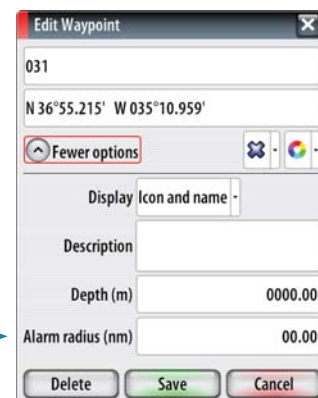 Edit Waypoint
031
N 36°55.215' W 035°10.959'
Fewer options
Display Icon and name
Description
Depth (m) 0000.00
Alarm radius (nm) 00.00
Delete Save Cancel